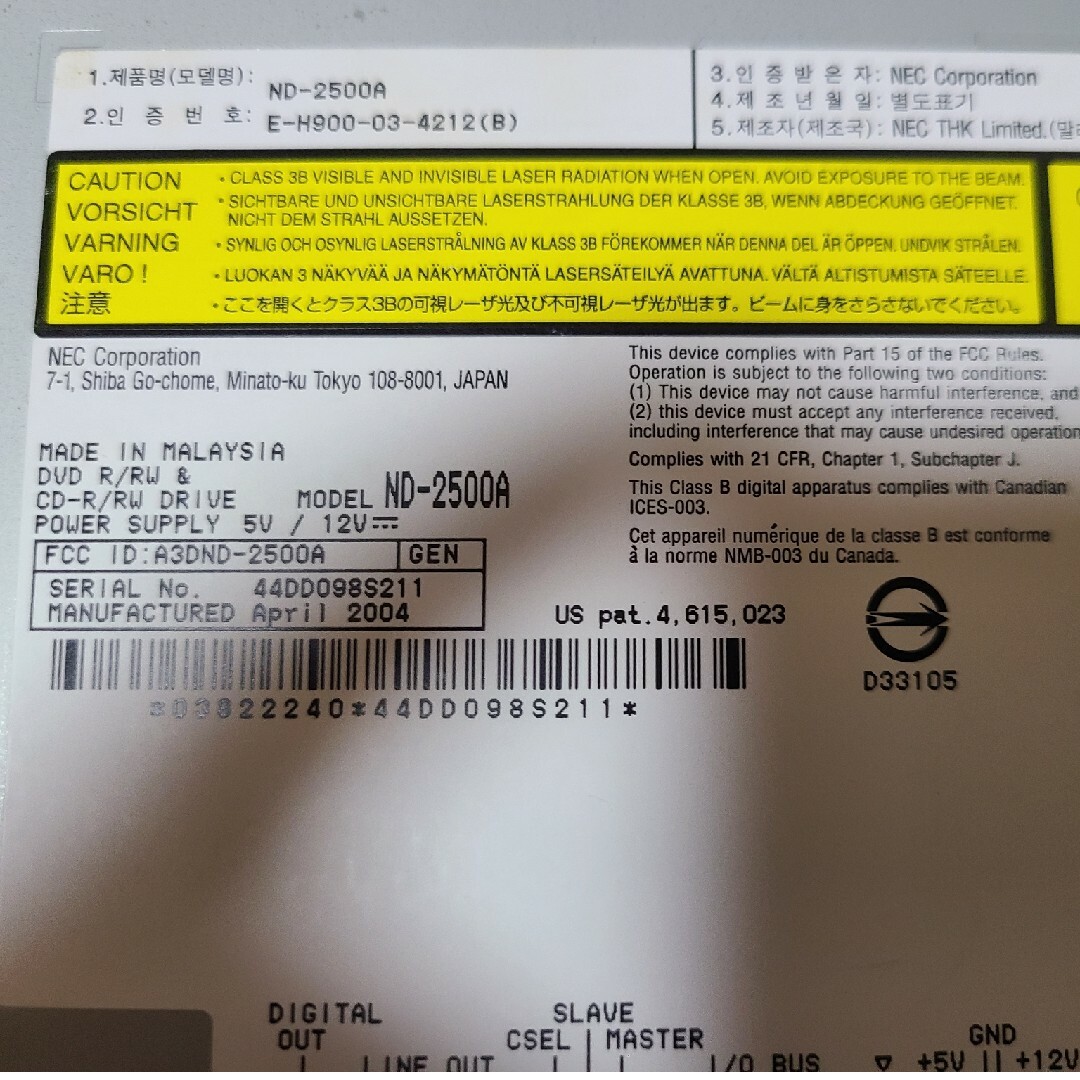 1.제품명(모델명): ND-2500A
2.인 증 번 호: E-H900-03-4212(B)
3.인 증 받 은 자: NEC Corporation
4.제 조 년 월 일: 별도표기
5.제조자(제조국): NEC THK Limited.(말
CAUTION
・CLASS 3B VISIBLE AND INVISIBLE LASER RADIATION WHEN OPEN. AVOID EXPOSURE TO THE BEAM.
VORSICHT
・SICHTBARE UND UNSICHTBARE LASERSTRAHLUNG DER KLASSE 3B, WENN ABDECKUNG GEÖFFNET.
NICHT DEM STRAHL AUSSETZEN.
VARNING
・SYNLIG OCH OSYNLIG LASERSTRÅLNING AV KLASS 3B FÖREKOMMER NÄR DENNA DEL ÄR ÖPPEN. UNDVIK STRÅLEN.
VARO!
・LUOKAN 3 NÄKYVÄÄ JA NÄKYMÄTÖNTÄ LASERSÄTEILYÄ AVATTUNA. VÄLTÄ ALTISTUMISTA SÄTEELLE.
注意
・ここを開くとクラス3Bの可視レーザ光及び不可視レーザ光が出ます。ビームに身をさらさないでください。
NEC Corporation
7-1, Shiba Go-chome, Minato-ku Tokyo 108-8001, JAPAN
MADE IN MALAYSIA
DVD R/RW &
CD-R/RW DRIVE MODEL ND-2500A
POWER SUPPLY 5V / 12V
FCC ID:A3DND-2500A GEN
SERIAL No. 44DD098S211
MANUFACTURED April 2004
*03822240*44DD098S211*
This device complies with Part 15 of the FCC Rules.
Operation is subject to the following two conditions:
(1) This device may not cause harmful interference, and
(2) this device must accept any interference received,
including interference that may cause undesired operation
Complies with 21 CFR, Chapter 1, Subchapter J.
This Class B digital apparatus complies with Canadian
ICES-003.
Cet appareil numérique de la classe B est conforme
à la norme NMB-003 du Canada.
US pat.4,615,023
D33105
DIGITAL
OUT
LINE OUT
SLAVE
CSEL MASTER
I/O BUS
GND
+5V +12V